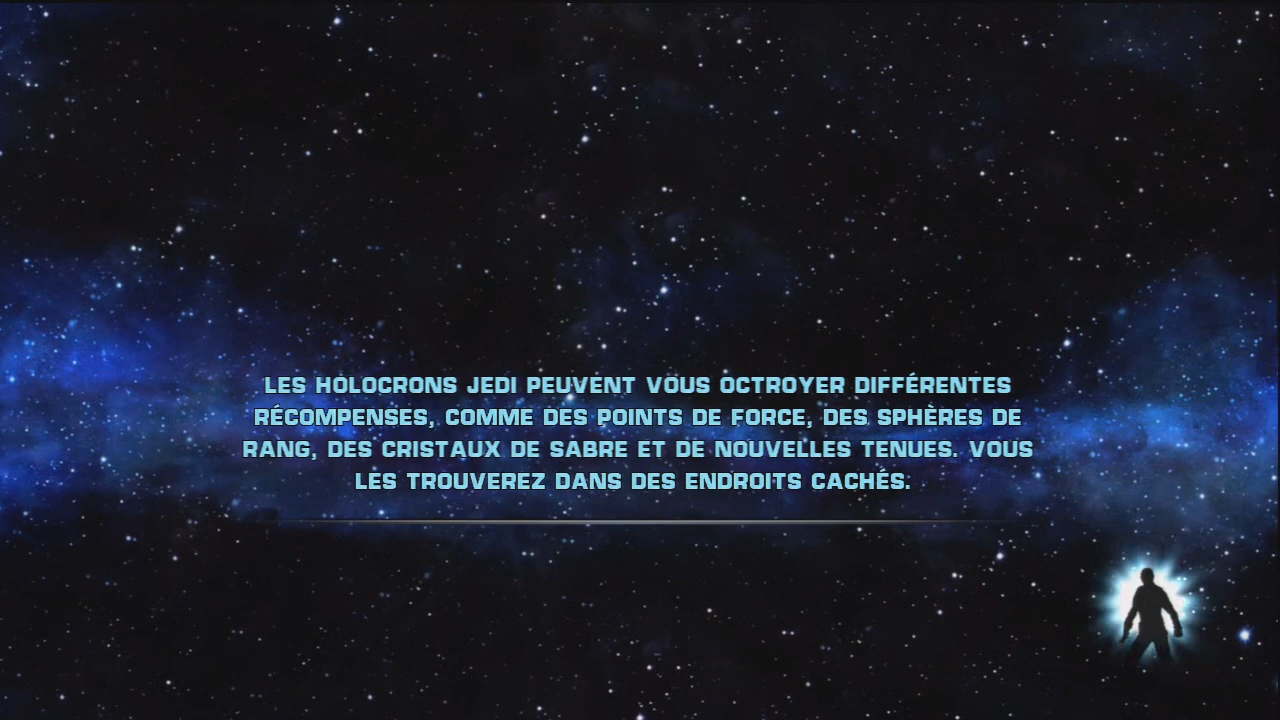 LES HOLOCRONS JEDI PEUVENT VOUS OCTROYER DIFFÉRENTES
RÉCOMPENSES, COMME DES POINTS DE FORCE, DES SPHÈRES DE
RANG, DES CRISTAUX DE SABRE ET DE NOUVELLES TENUES. VOUS
LES TROUVEREZ DANS DES ENDROITS CACHÉS.